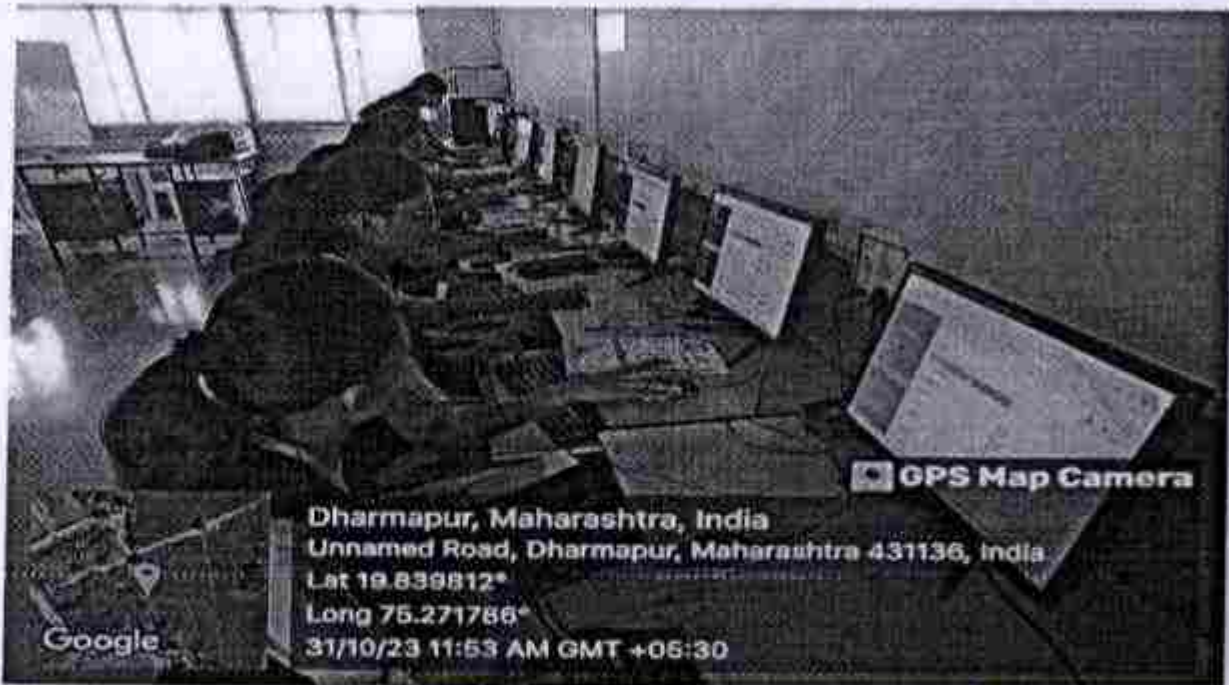 GPS Map Camera
Dharmapur, Maharashtra, India
Unnamed Road, Dharmapur, Maharashtra 431136, India
Lat 19.839812°
Long 75.271786°
31/10/23 11:53 AM GMT +05:30
Google